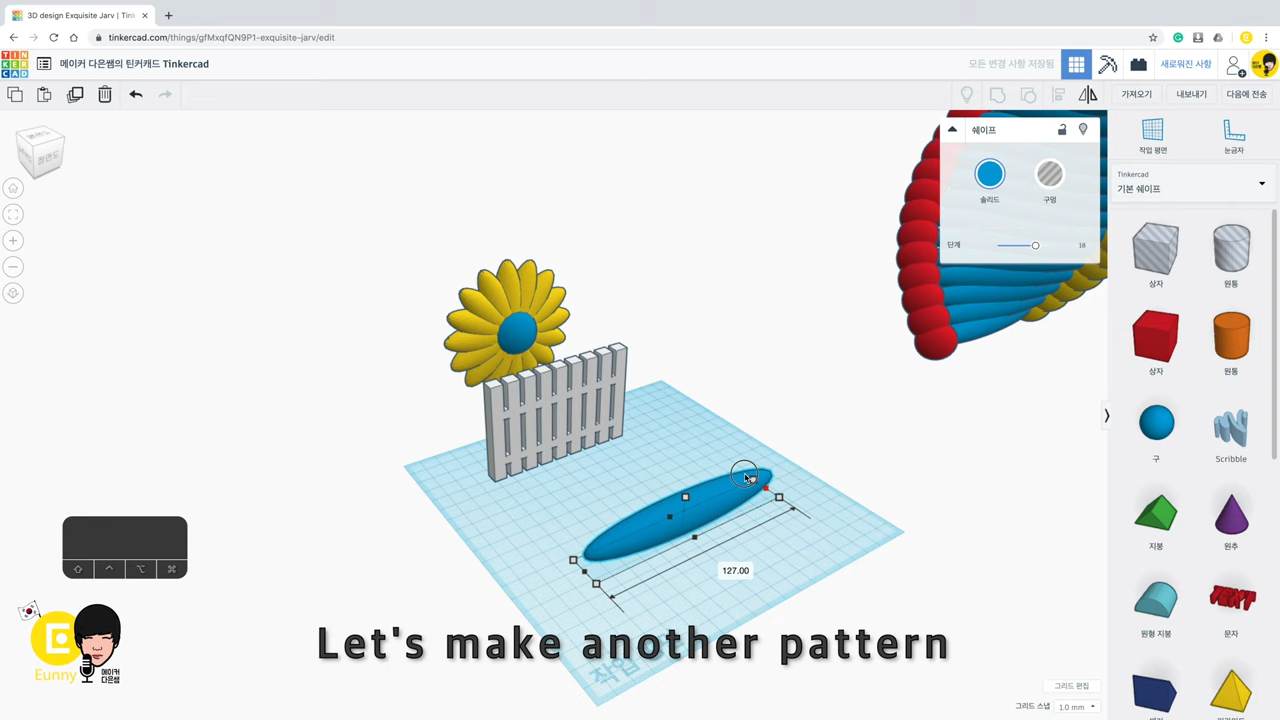 3D design Exquisite Jarv | Tink
tinkercad.com/things/gfMxqfQN9P1-exquisite-jarv/edit
TIN
KER
CAD
메이커 다은쌤의 틴커캐드 Tinkercad
모든 변경 사항 저장됨
새로워진 사항
가져오기
내보내기
다음에 전송
쉐이프
솔리드
구멍
단계
18
작업 평면
눈금자
Tinkercad
기본 쉐이프
상자
원통
상자
원통
구
Scribble
지붕
원추
원형 지붕
문자
TEXT
127.00
Let's make another pattern
Eunny
메이커
다은쌤
그리드 편집
그리드 스냅
1.0 mm